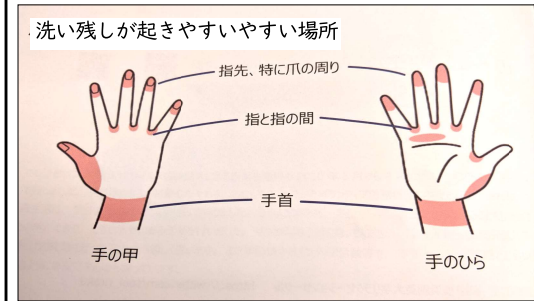 洗い残しが起きやすいやすい場所
指先、特に爪の周り
指と指の間
手首
手の甲
手のひら